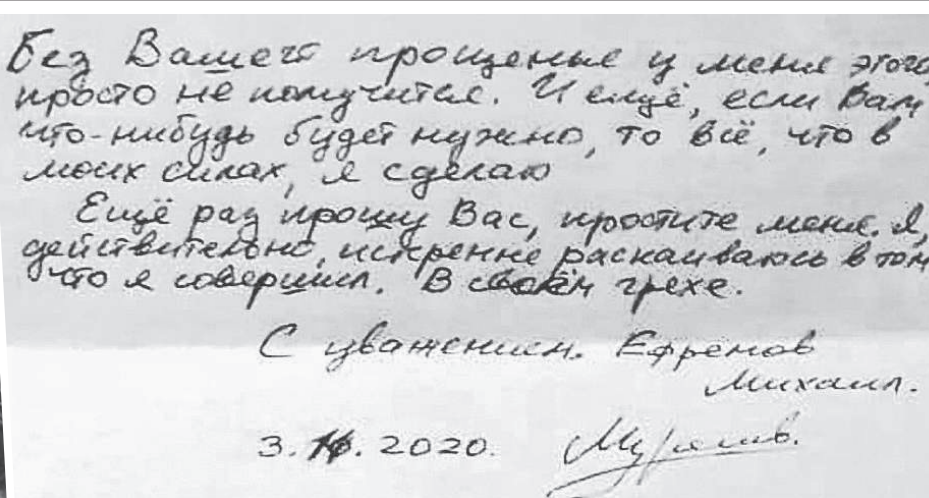 Без Вашего прощенье у меня этого
просто не получится. И ещё, если Вам
что-нибудь будет нужно, то всё, что в
моих силах, я сделаю
Ещё раз прошу Вас, простите меня. Я,
действительно, искренне раскаиваюсь в том
что я совершил. В своём грехе.
С уважением. Ефремов
Михаил.
3. . 2020.